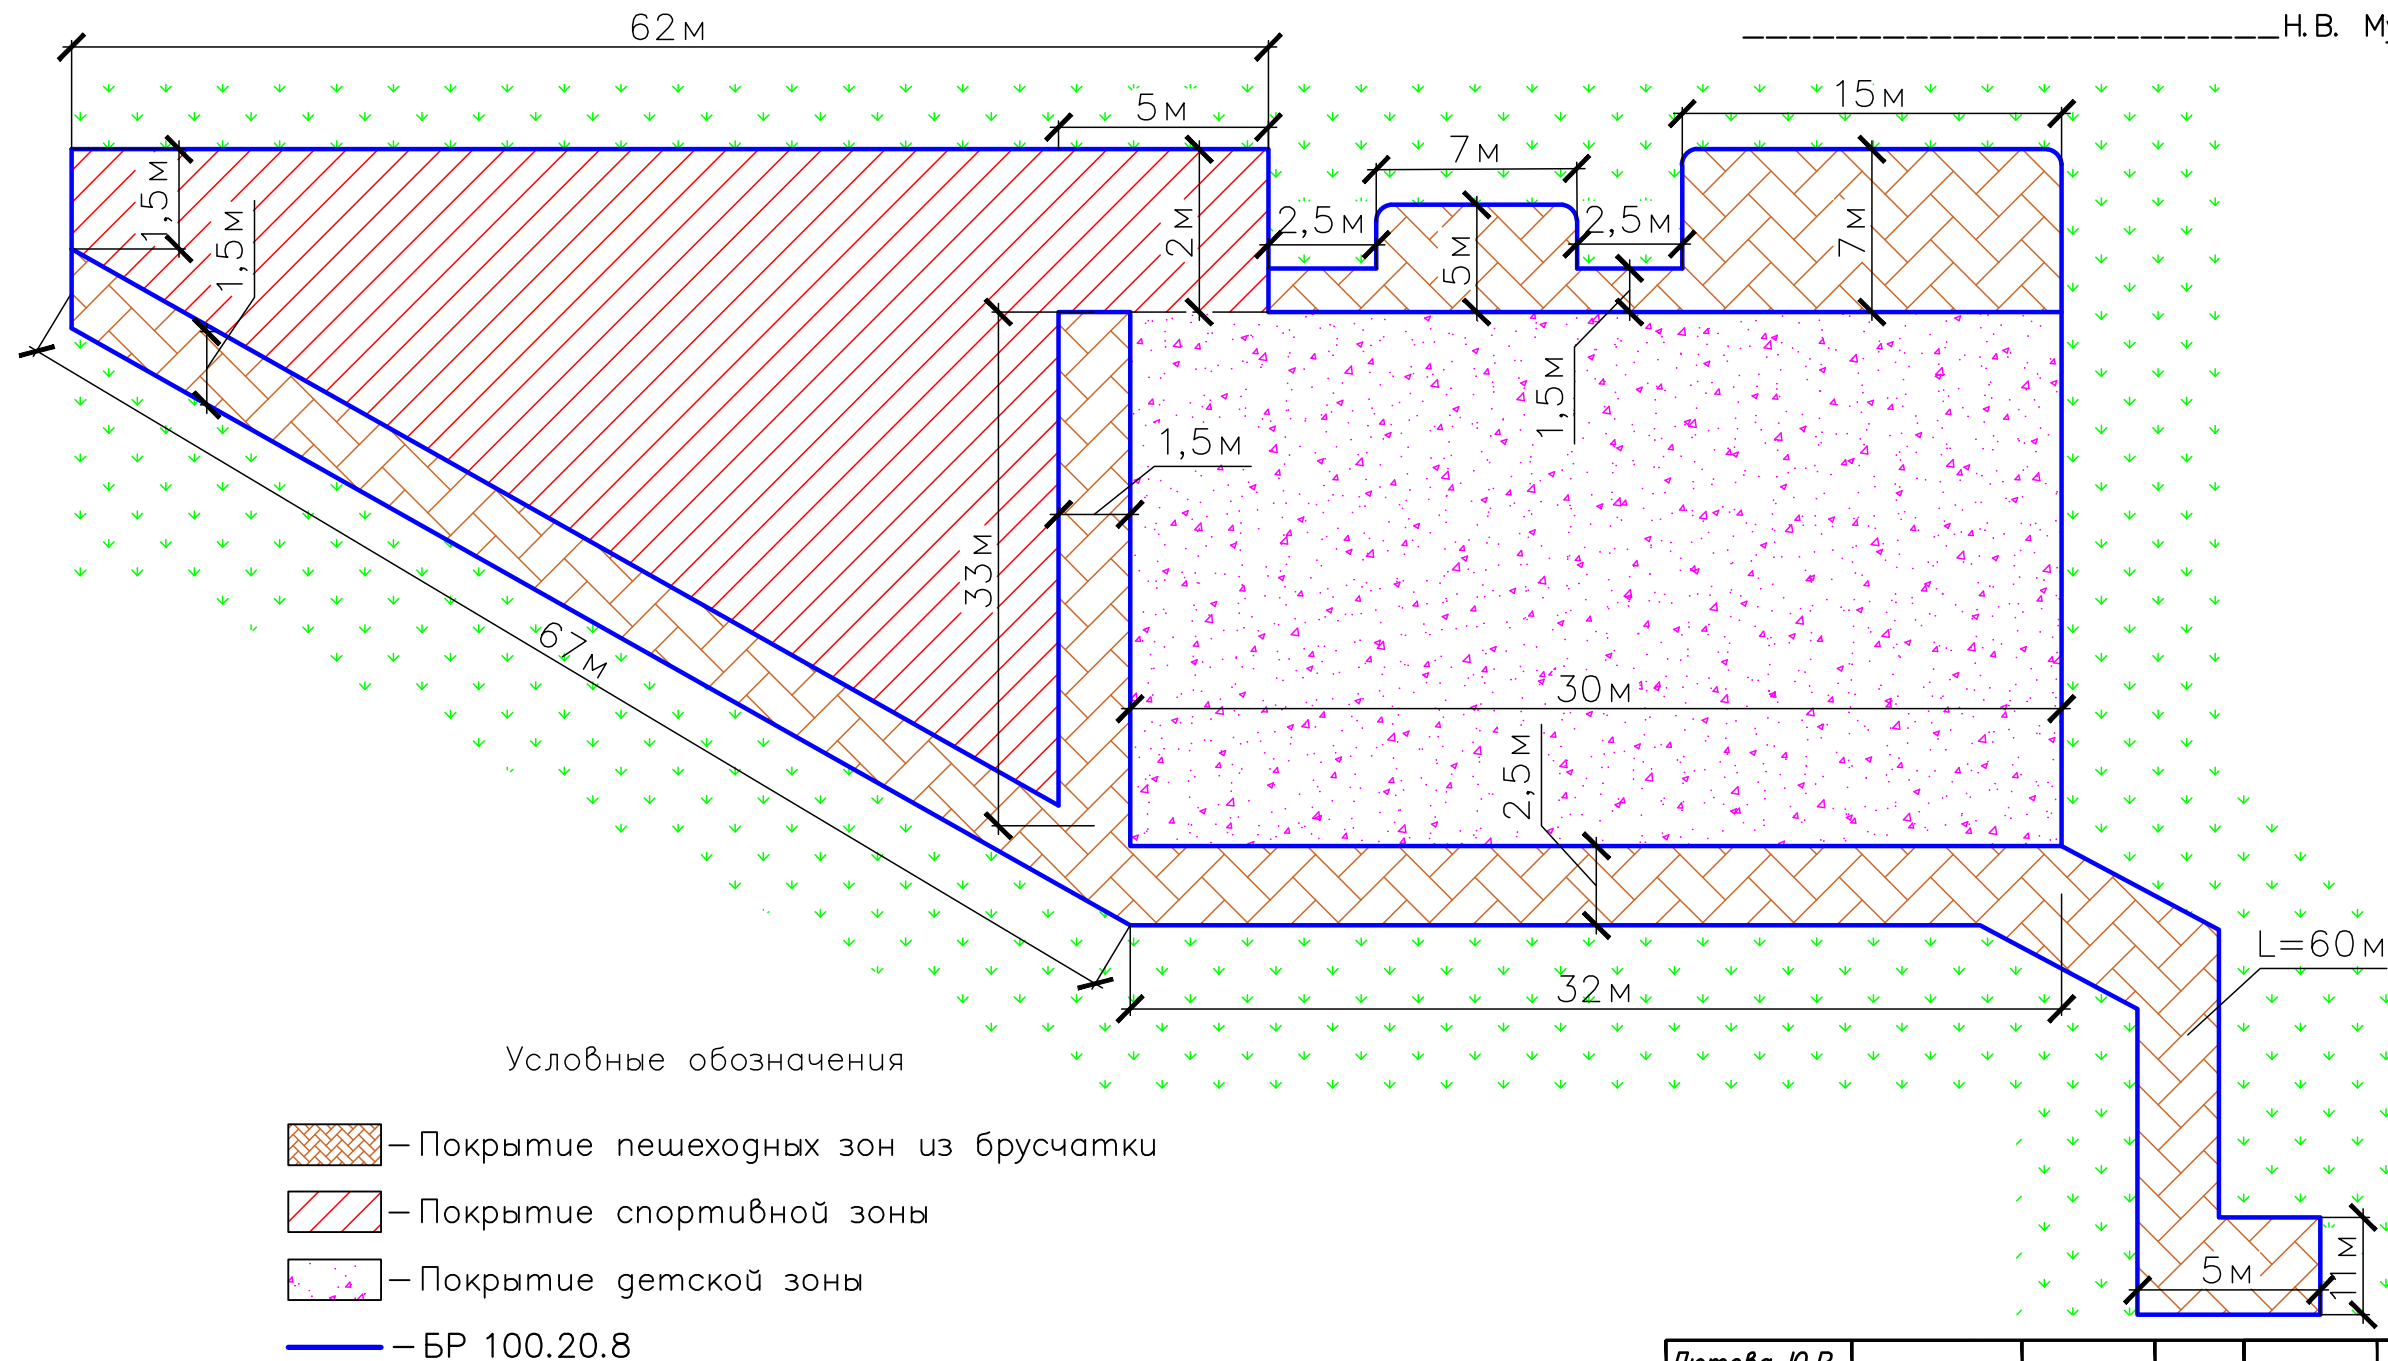 62м
Н.В.
5м
15м
7м
1,5м
2,5м
2,5м
1,5м
2м
5м
7м
1,5м
1,5м
33м
67м
30м
2,5м
L=60м
32м
5м
11м
Условные обозначения
– Покрытие пешеходных зон из брусчатки
– Покрытие спортивной зоны
– Покрытие детской зоны
– БР 100.20.8